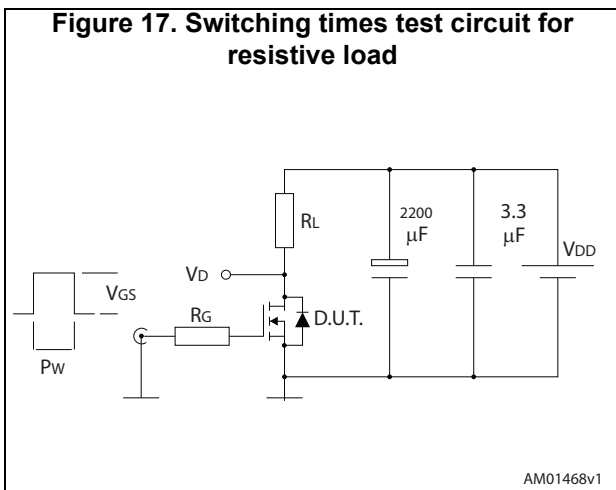 Figure 17. Switching times test circuit for
resistive load
RL
2200
μF
3.3
μF
VDD
VD
VGS
RG
D.U.T.
PW
AM01468v1